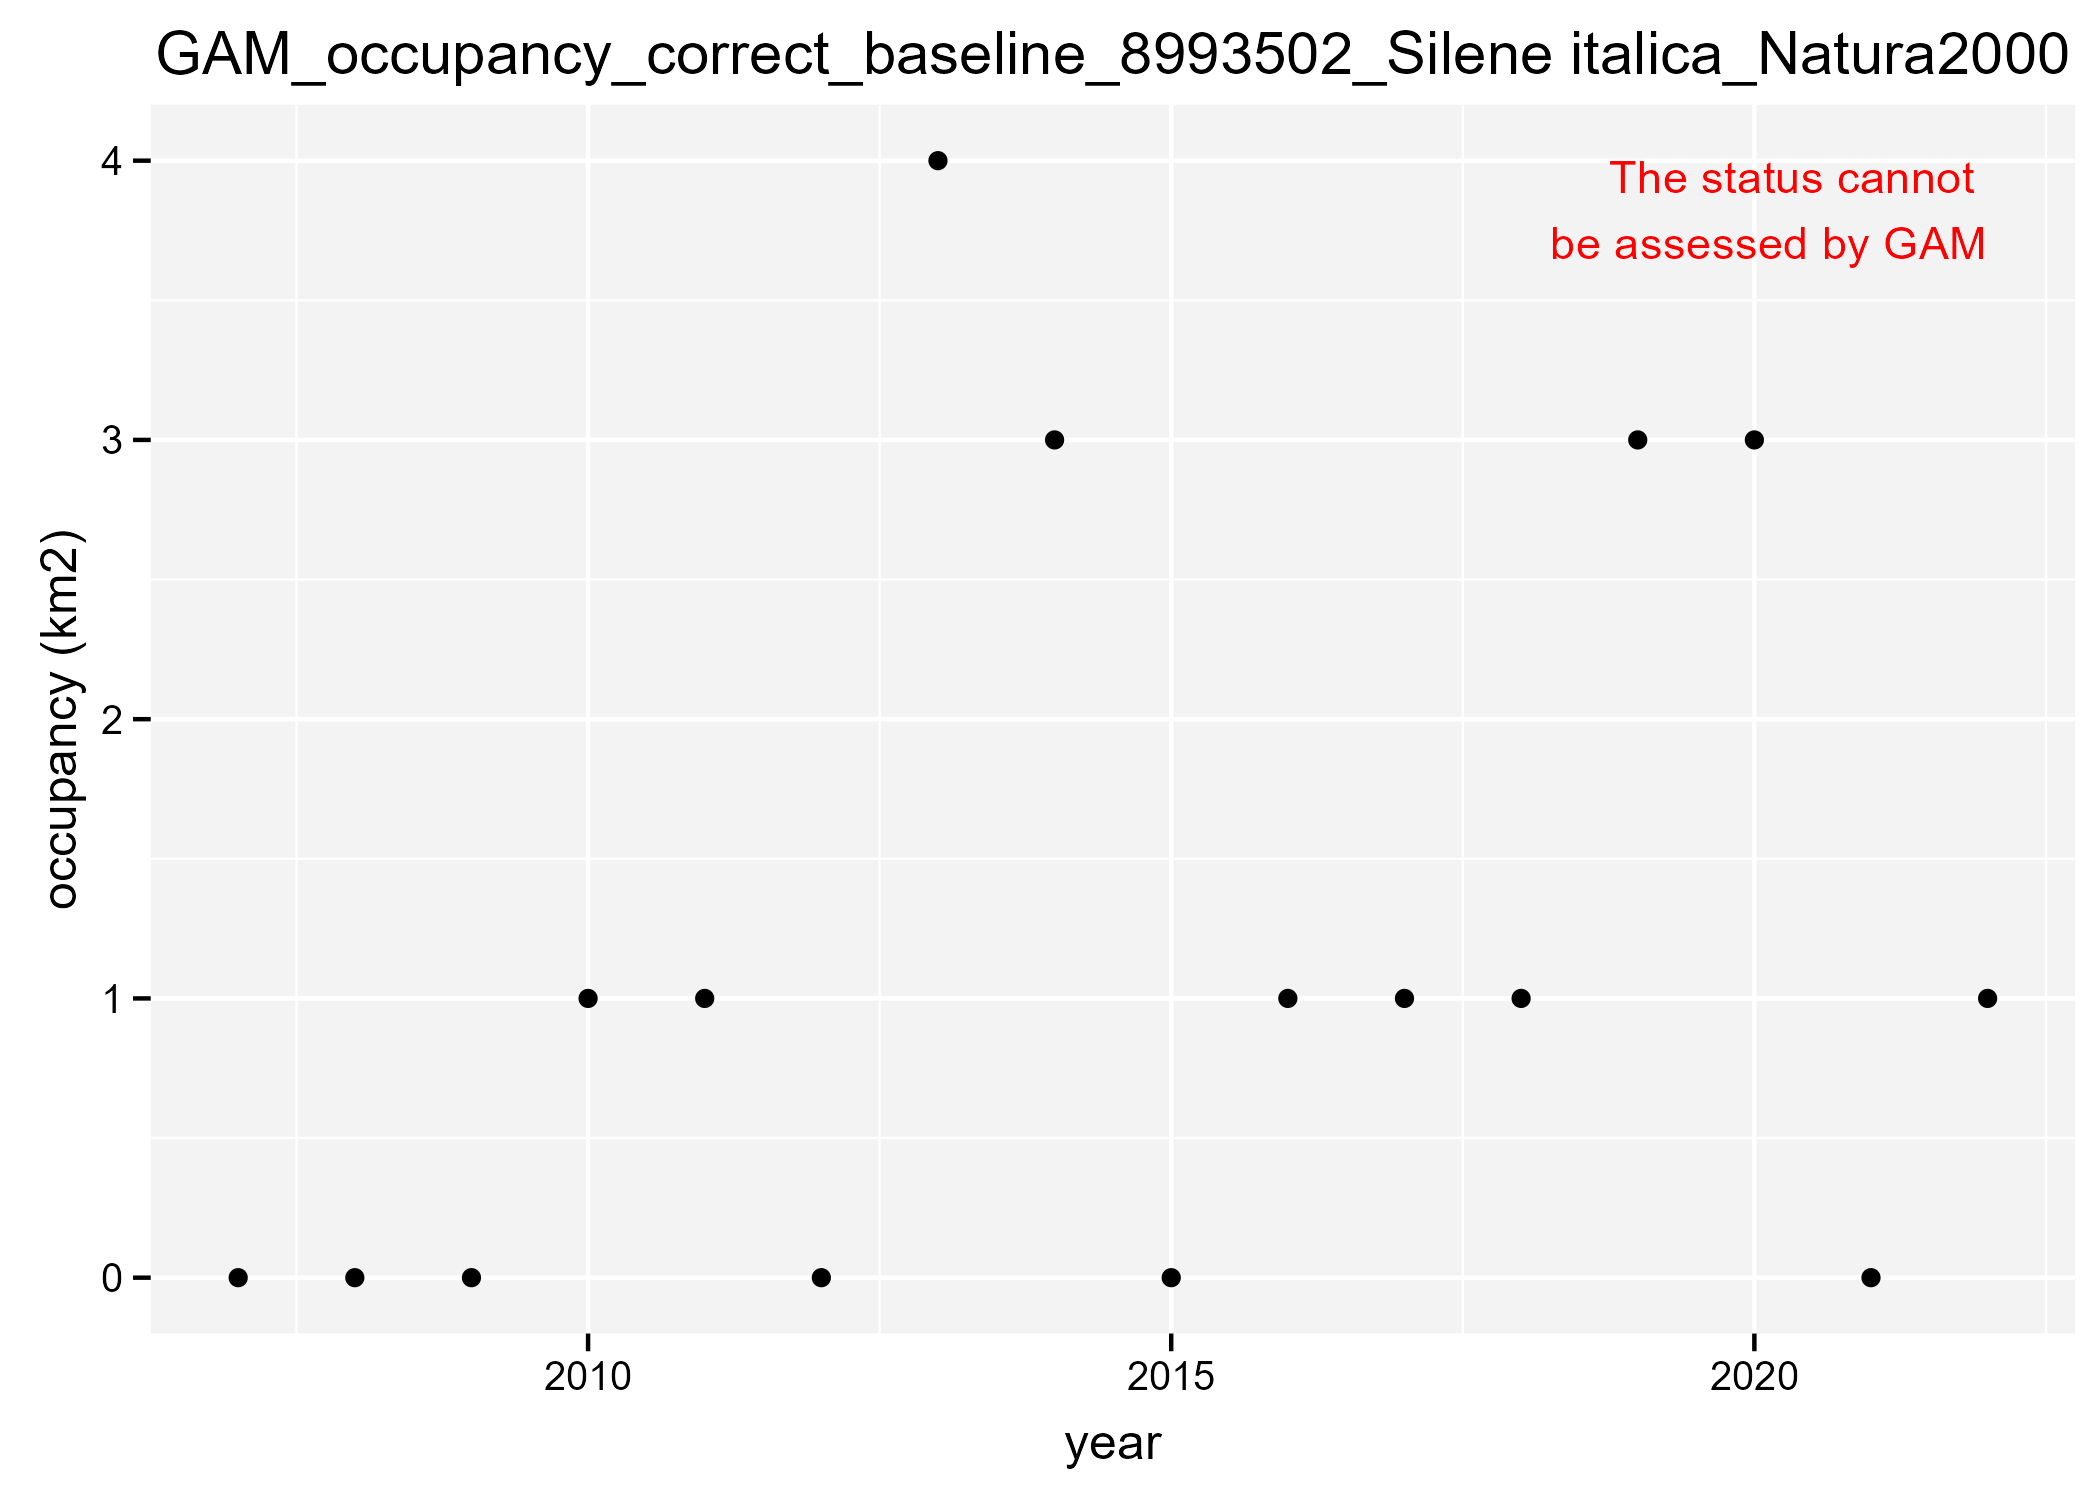 GAM_occupancy_correct_baseline_8993502_Silene italica_Natura2000
The status cannot
be assessed by GAM
4
3
2
1
0
occupancy (km2)
2010 2015 2020
year